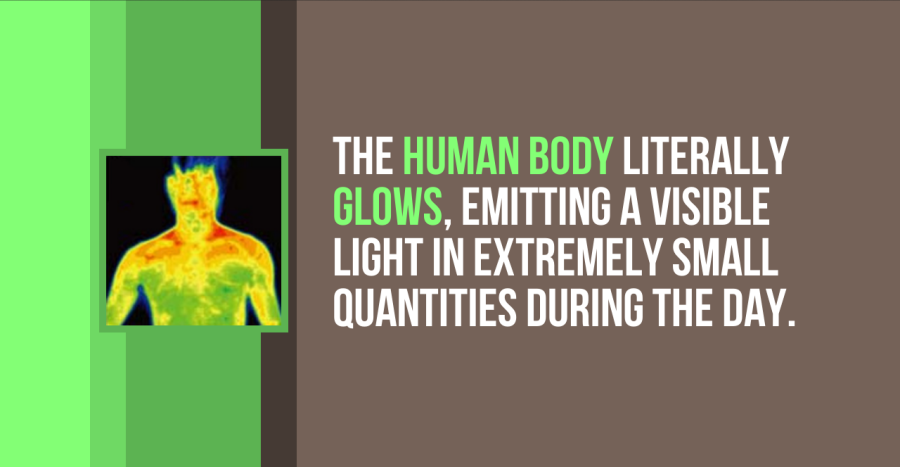 THE HUMAN BODY LITERALLY
GLOWS, EMITTING A VISIBLE
LIGHT IN EXTREMELY SMALL
QUANTITIES DURING THE DAY.